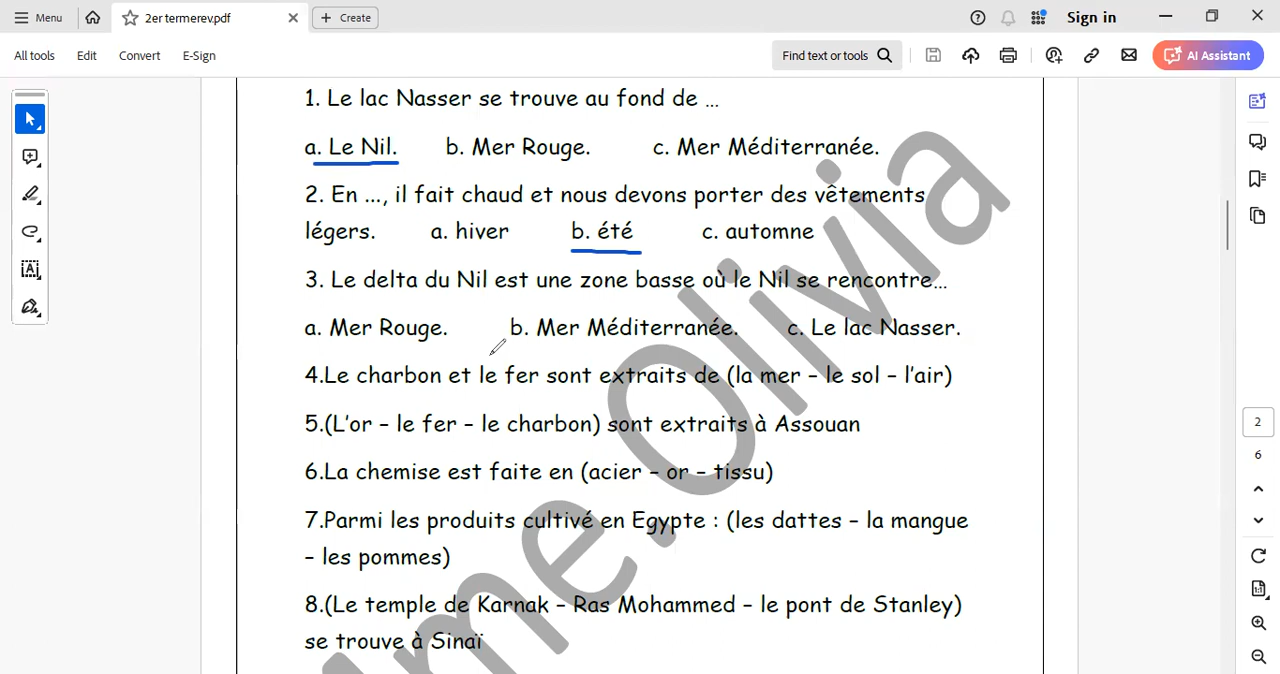 Menu
2er termerev.pdf
Create
Sign in
All tools
Edit
Convert
E-Sign
Find text or tools
AI Assistant
1. Le lac Nasser se trouve au fond de ...
a. Le Nil. b. Mer Rouge. c. Mer Méditerranée.
2. En ..., il fait chaud et nous devons porter des vêtements
légers. a. hiver b. été c. automne
3. Le delta du Nil est une zone basse où le Nil se rencontre...
a. Mer Rouge. b. Mer Méditerranée. c. Le lac Nasser.
4.Le charbon et le fer sont extraits de (la mer – le sol – l'air)
5.(L'or – le fer – le charbon) sont extraits à Assouan
6.La chemise est faite en (acier – or – tissu)
7.Parmi les produits cultivé en Egypte : (les dattes – la mangue
– les pommes)
8.(Le temple de Karnak – Ras Mohammed – le pont de Stanley)
se trouve à Sinaï
Mme. Olivia
2
6